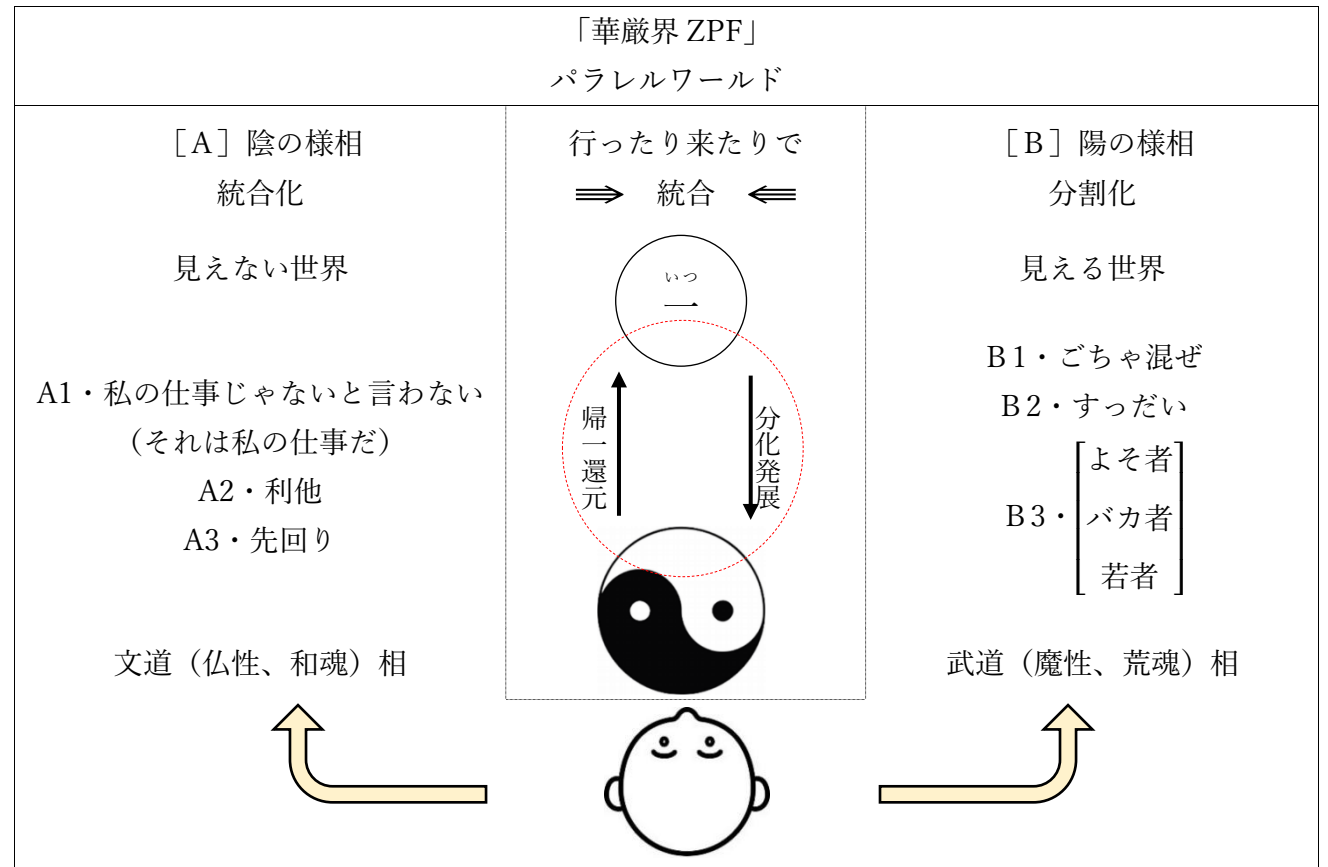 「華厳界 ZPF」
パラレルワールド
［A］陰の様相
統合化
見えない世界
A1・私の仕事じゃないと言わない
（それは私の仕事だ）
A2・利他
A3・先回り
文道（仏性、和魂）相
行ったり来たりで
⇒ 統合 ⇐
いつ
一
帰一還元
分化発展
［B］陽の様相
分割化
見える世界
B1・ごちゃ混ぜ
B2・すっだい
B3・
よそ者
バカ者
若者
武道（魔性、荒魂）相